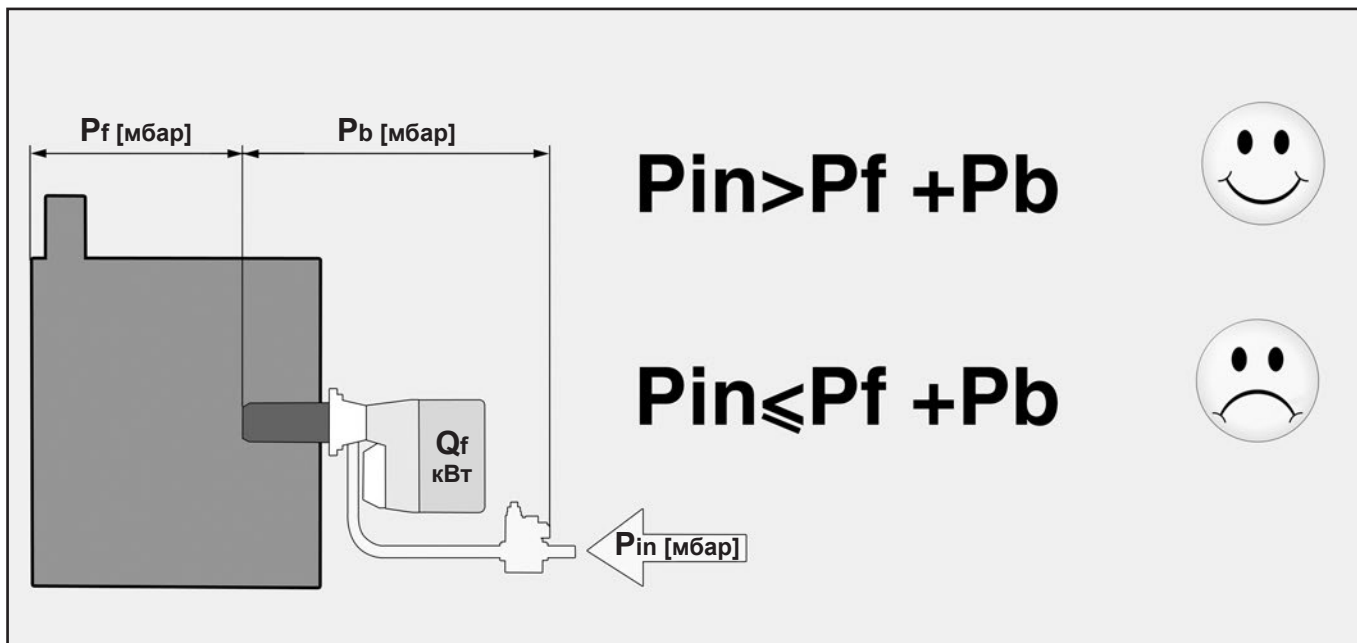 Pf [мбар]
Pb [мбар]
Pin>Pf +Pb
Pin⩽Pf +Pb
Qf
кВт
Pin [мбар]